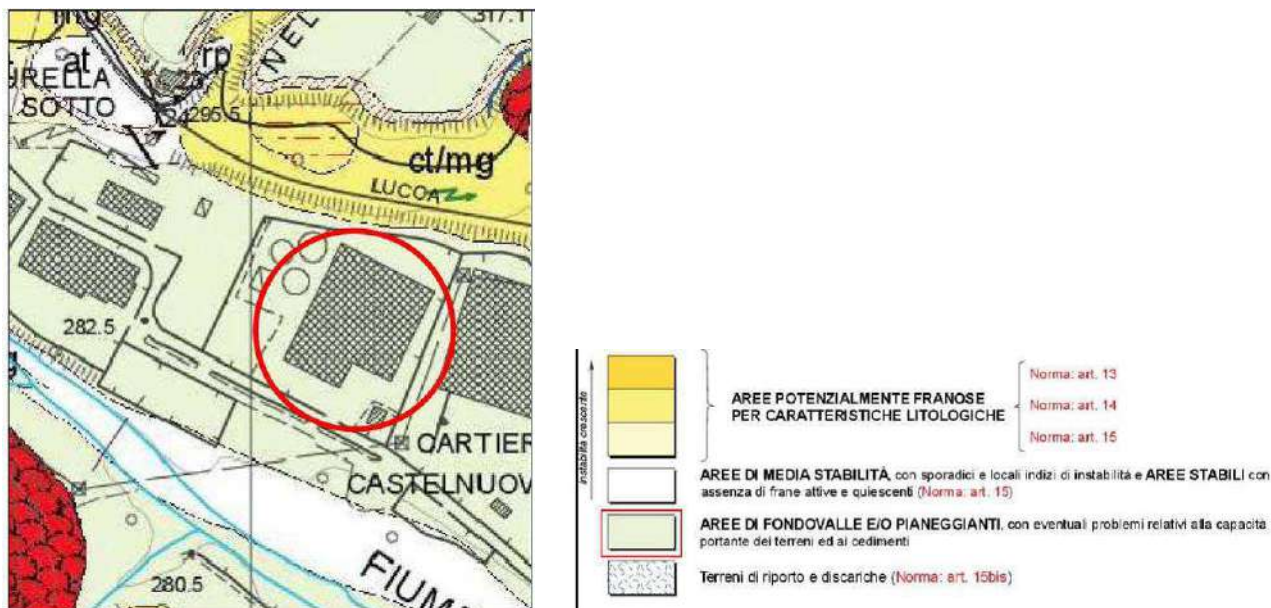 mg
317.1
at
rp
NEL
URELLA
SOTTO
295.5
ct/mg
LUCOA
282.5
CARTIER
CASTELNUOV
FIUM
280.5
instabilità crescente
AREE POTENZIALMENTE FRANOSE
PER CARATTERISTICHE LITOLOGICHE
Norma: art. 13
Norma: art. 14
Norma: art. 15
AREE DI MEDIA STABILITÀ, con sporadici e locali indizi di instabilità e AREE STABILI con
assenza di frane attive e quiescenti (Norma: art. 15)
AREE DI FONDOVALLE E/O PIANEGGIANTI, con eventuali problemi relativi alla capacità
portante dei terreni ed ai cedimenti
Terreni di riporto e discariche (Norma: art. 15bis)